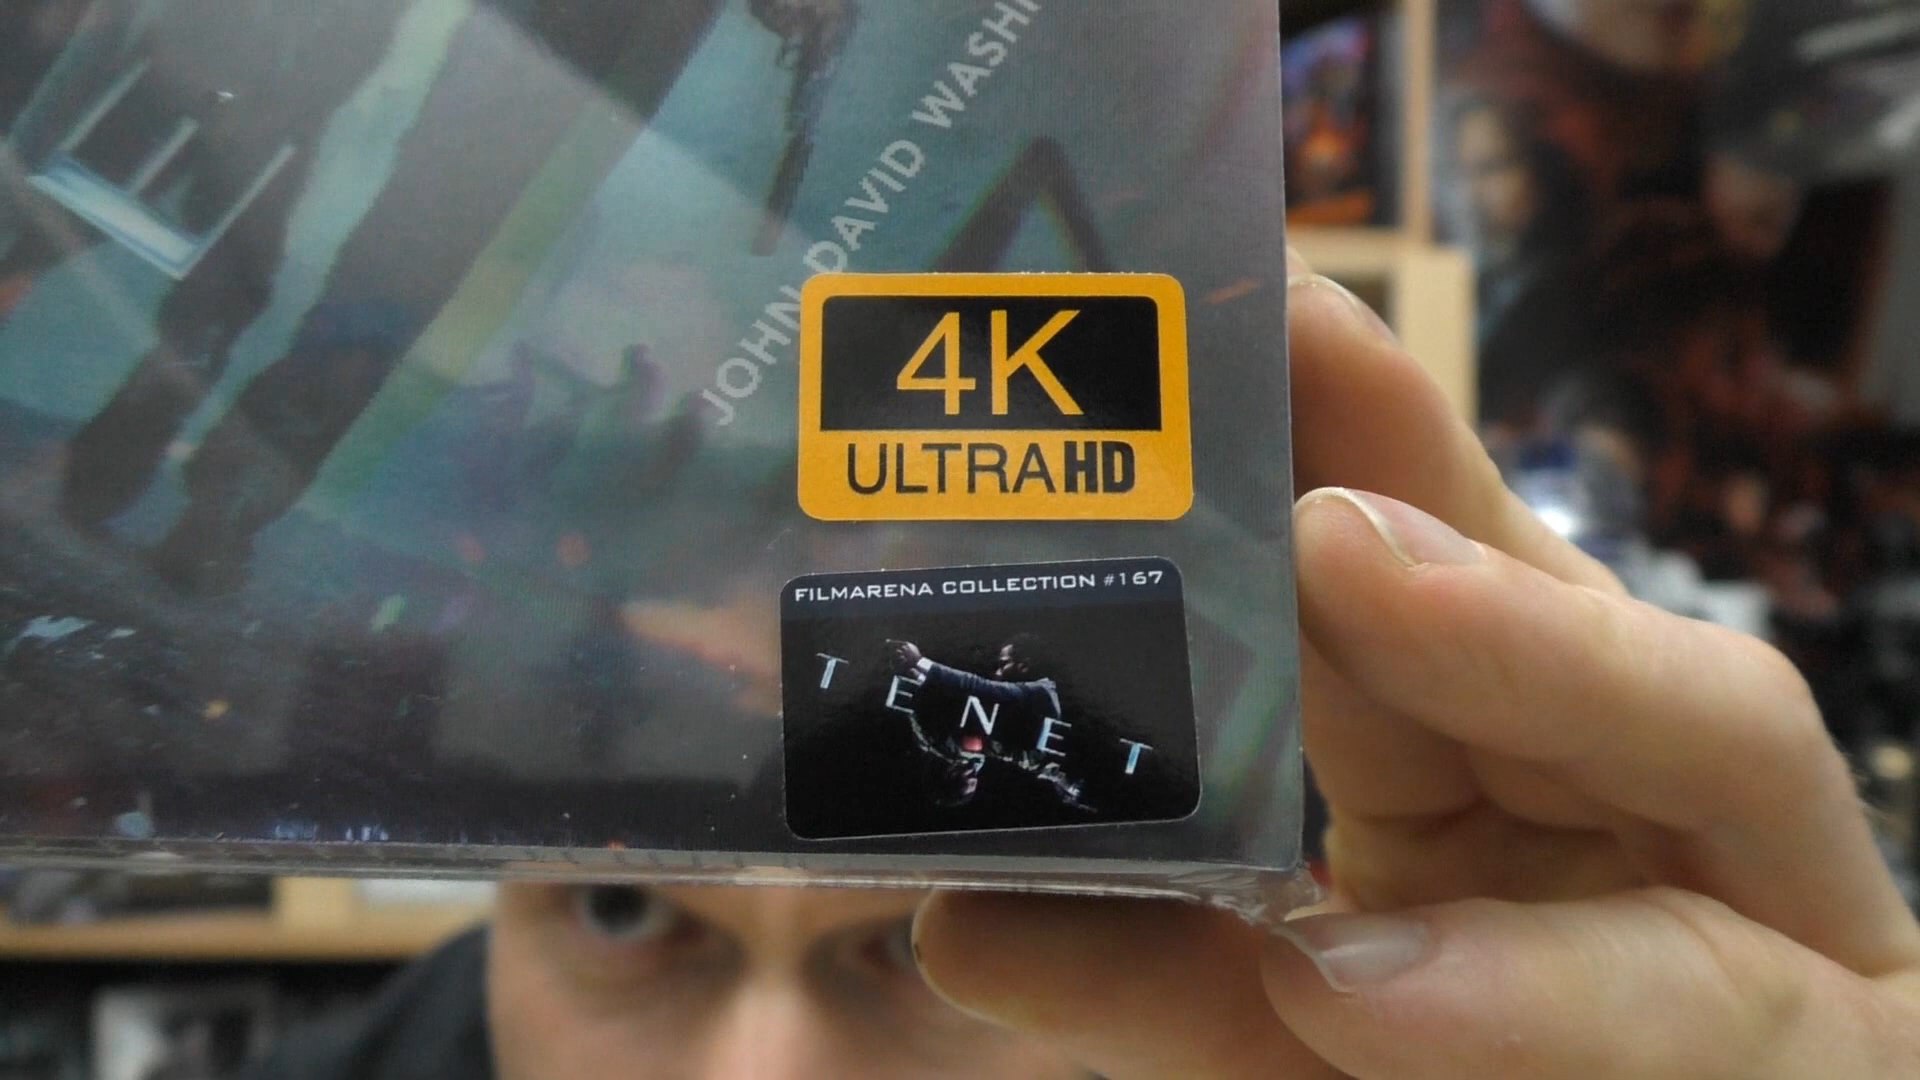 JOHN DAVID WASHI
4K
ULTRA HD
FILMARENA COLLECTION #167
TENET